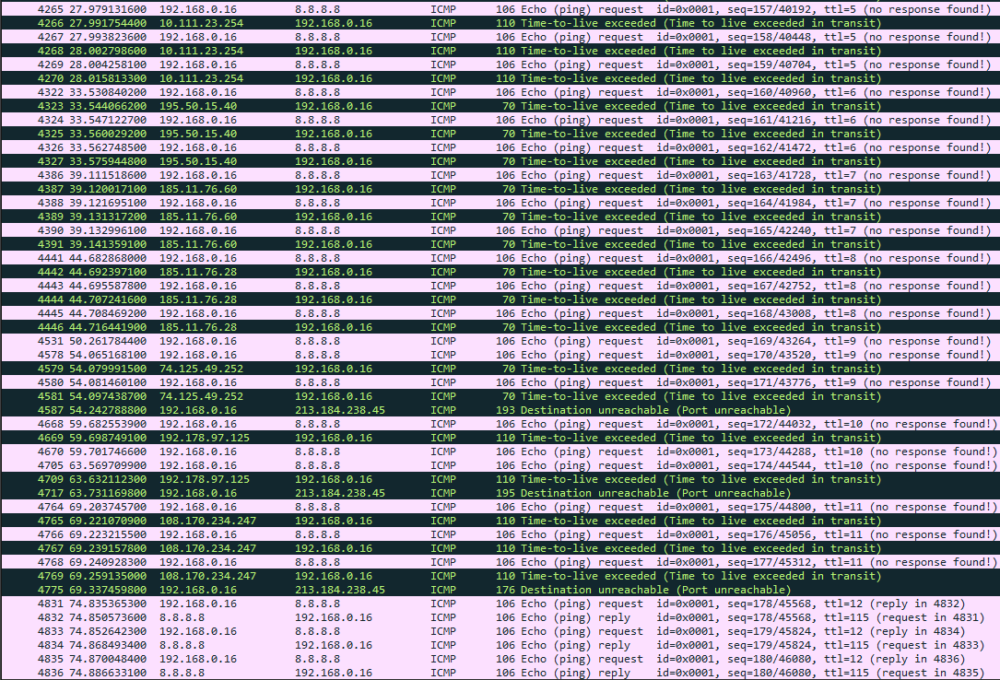 4265 27.979131600 192.168.0.16 8.8.8.8 ICMP 106 Echo (ping) request id=0x0001, seq=157/40192, ttl=5 (no response found!)
4266 27.991754400 10.111.23.254 192.168.0.16 ICMP 110 Time-to-live exceeded (Time to live exceeded in transit)
4267 27.993823600 192.168.0.16 8.8.8.8 ICMP 106 Echo (ping) request id=0x0001, seq=158/40448, ttl=5 (no response found!)
4268 28.002798600 10.111.23.254 192.168.0.16 ICMP 110 Time-to-live exceeded (Time to live exceeded in transit)
4269 28.004258100 192.168.0.16 8.8.8.8 ICMP 106 Echo (ping) request id=0x0001, seq=159/40704, ttl=5 (no response found!)
4270 28.015813300 10.111.23.254 192.168.0.16 ICMP 110 Time-to-live exceeded (Time to live exceeded in transit)
4322 33.530840200 192.168.0.16 8.8.8.8 ICMP 106 Echo (ping) request id=0x0001, seq=160/40960, ttl=6 (no response found!)
4323 33.544066200 195.50.15.40 192.168.0.16 ICMP 70 Time-to-live exceeded (Time to live exceeded in transit)
4324 33.547122700 192.168.0.16 8.8.8.8 ICMP 106 Echo (ping) request id=0x0001, seq=161/41216, ttl=6 (no response found!)
4325 33.560029200 195.50.15.40 192.168.0.16 ICMP 70 Time-to-live exceeded (Time to live exceeded in transit)
4326 33.562748500 192.168.0.16 8.8.8.8 ICMP 106 Echo (ping) request id=0x0001, seq=162/41472, ttl=6 (no response found!)
4327 33.575944800 195.50.15.40 192.168.0.16 ICMP 70 Time-to-live exceeded (Time to live exceeded in transit)
4386 39.111518600 192.168.0.16 8.8.8.8 ICMP 106 Echo (ping) request id=0x0001, seq=163/41728, ttl=7 (no response found!)
4387 39.120017100 185.11.76.60 192.168.0.16 ICMP 70 Time-to-live exceeded (Time to live exceeded in transit)
4388 39.121695100 192.168.0.16 8.8.8.8 ICMP 106 Echo (ping) request id=0x0001, seq=164/41984, ttl=7 (no response found!)
4389 39.131317200 185.11.76.60 192.168.0.16 ICMP 70 Time-to-live exceeded (Time to live exceeded in transit)
4390 39.132996100 192.168.0.16 8.8.8.8 ICMP 106 Echo (ping) request id=0x0001, seq=165/42240, ttl=7 (no response found!)
4391 39.141359100 185.11.76.60 192.168.0.16 ICMP 70 Time-to-live exceeded (Time to live exceeded in transit)
4441 44.682868000 192.168.0.16 8.8.8.8 ICMP 106 Echo (ping) request id=0x0001, seq=166/42496, ttl=8 (no response found!)
4442 44.692397100 185.11.76.28 192.168.0.16 ICMP 70 Time-to-live exceeded (Time to live exceeded in transit)
4443 44.695587800 192.168.0.16 8.8.8.8 ICMP 106 Echo (ping) request id=0x0001, seq=167/42752, ttl=8 (no response found!)
4444 44.707241600 185.11.76.28 192.168.0.16 ICMP 70 Time-to-live exceeded (Time to live exceeded in transit)
4445 44.708469200 192.168.0.16 8.8.8.8 ICMP 106 Echo (ping) request id=0x0001, seq=168/43008, ttl=8 (no response found!)
4446 44.716441900 185.11.76.28 192.168.0.16 ICMP 70 Time-to-live exceeded (Time to live exceeded in transit)
4531 50.261784400 192.168.0.16 8.8.8.8 ICMP 106 Echo (ping) request id=0x0001, seq=169/43264, ttl=9 (no response found!)
4578 54.065168100 192.168.0.16 8.8.8.8 ICMP 106 Echo (ping) request id=0x0001, seq=170/43520, ttl=9 (no response found!)
4579 54.079991500 74.125.49.252 192.168.0.16 ICMP 70 Time-to-live exceeded (Time to live exceeded in transit)
4580 54.081460100 192.168.0.16 8.8.8.8 ICMP 106 Echo (ping) request id=0x0001, seq=171/43776, ttl=9 (no response found!)
4581 54.097438700 74.125.49.252 192.168.0.16 ICMP 70 Time-to-live exceeded (Time to live exceeded in transit)
4587 54.242788800 192.168.0.16 213.184.238.45 ICMP 193 Destination unreachable (Port unreachable)
4668 59.682553900 192.168.0.16 8.8.8.8 ICMP 106 Echo (ping) request id=0x0001, seq=172/44032, ttl=10 (no response found!)
4669 59.698749100 192.178.97.125 192.168.0.16 ICMP 110 Time-to-live exceeded (Time to live exceeded in transit)
4670 59.701746600 192.168.0.16 8.8.8.8 ICMP 106 Echo (ping) request id=0x0001, seq=173/44288, ttl=10 (no response found!)
4705 63.569709900 192.168.0.16 8.8.8.8 ICMP 106 Echo (ping) request id=0x0001, seq=174/44544, ttl=10 (no response found!)
4709 63.632112300 192.178.97.125 192.168.0.16 ICMP 110 Time-to-live exceeded (Time to live exceeded in transit)
4717 63.731169800 192.168.0.16 213.184.238.45 ICMP 195 Destination unreachable (Port unreachable)
4764 69.203745700 192.168.0.16 8.8.8.8 ICMP 106 Echo (ping) request id=0x0001, seq=175/44800, ttl=11 (no response found!)
4765 69.221070900 108.170.234.247 192.168.0.16 ICMP 110 Time-to-live exceeded (Time to live exceeded in transit)
4766 69.223215500 192.168.0.16 8.8.8.8 ICMP 106 Echo (ping) request id=0x0001, seq=176/45056, ttl=11 (no response found!)
4767 69.239157800 108.170.234.247 192.168.0.16 ICMP 110 Time-to-live exceeded (Time to live exceeded in transit)
4768 69.240928300 192.168.0.16 8.8.8.8 ICMP 106 Echo (ping) request id=0x0001, seq=177/45312, ttl=11 (no response found!)
4769 69.259135000 108.170.234.247 192.168.0.16 ICMP 110 Time-to-live exceeded (Time to live exceeded in transit)
4775 69.337459800 192.168.0.16 213.184.238.45 ICMP 176 Destination unreachable (Port unreachable)
4831 74.835365300 192.168.0.16 8.8.8.8 ICMP 106 Echo (ping) request id=0x0001, seq=178/45568, ttl=12 (reply in 4832)
4832 74.850573600 8.8.8.8 192.168.0.16 ICMP 106 Echo (ping) reply id=0x0001, seq=178/45568, ttl=115 (request in 4831)
4833 74.852642300 192.168.0.16 8.8.8.8 ICMP 106 Echo (ping) request id=0x0001, seq=179/45824, ttl=12 (reply in 4834)
4834 74.868493400 8.8.8.8 192.168.0.16 ICMP 106 Echo (ping) reply id=0x0001, seq=179/45824, ttl=115 (request in 4833)
4835 74.870048400 192.168.0.16 8.8.8.8 ICMP 106 Echo (ping) request id=0x0001, seq=180/46080, ttl=12 (reply in 4836)
4836 74.886633100 8.8.8.8 192.168.0.16 ICMP 106 Echo (ping) reply id=0x0001, seq=180/46080, ttl=115 (request in 4835)